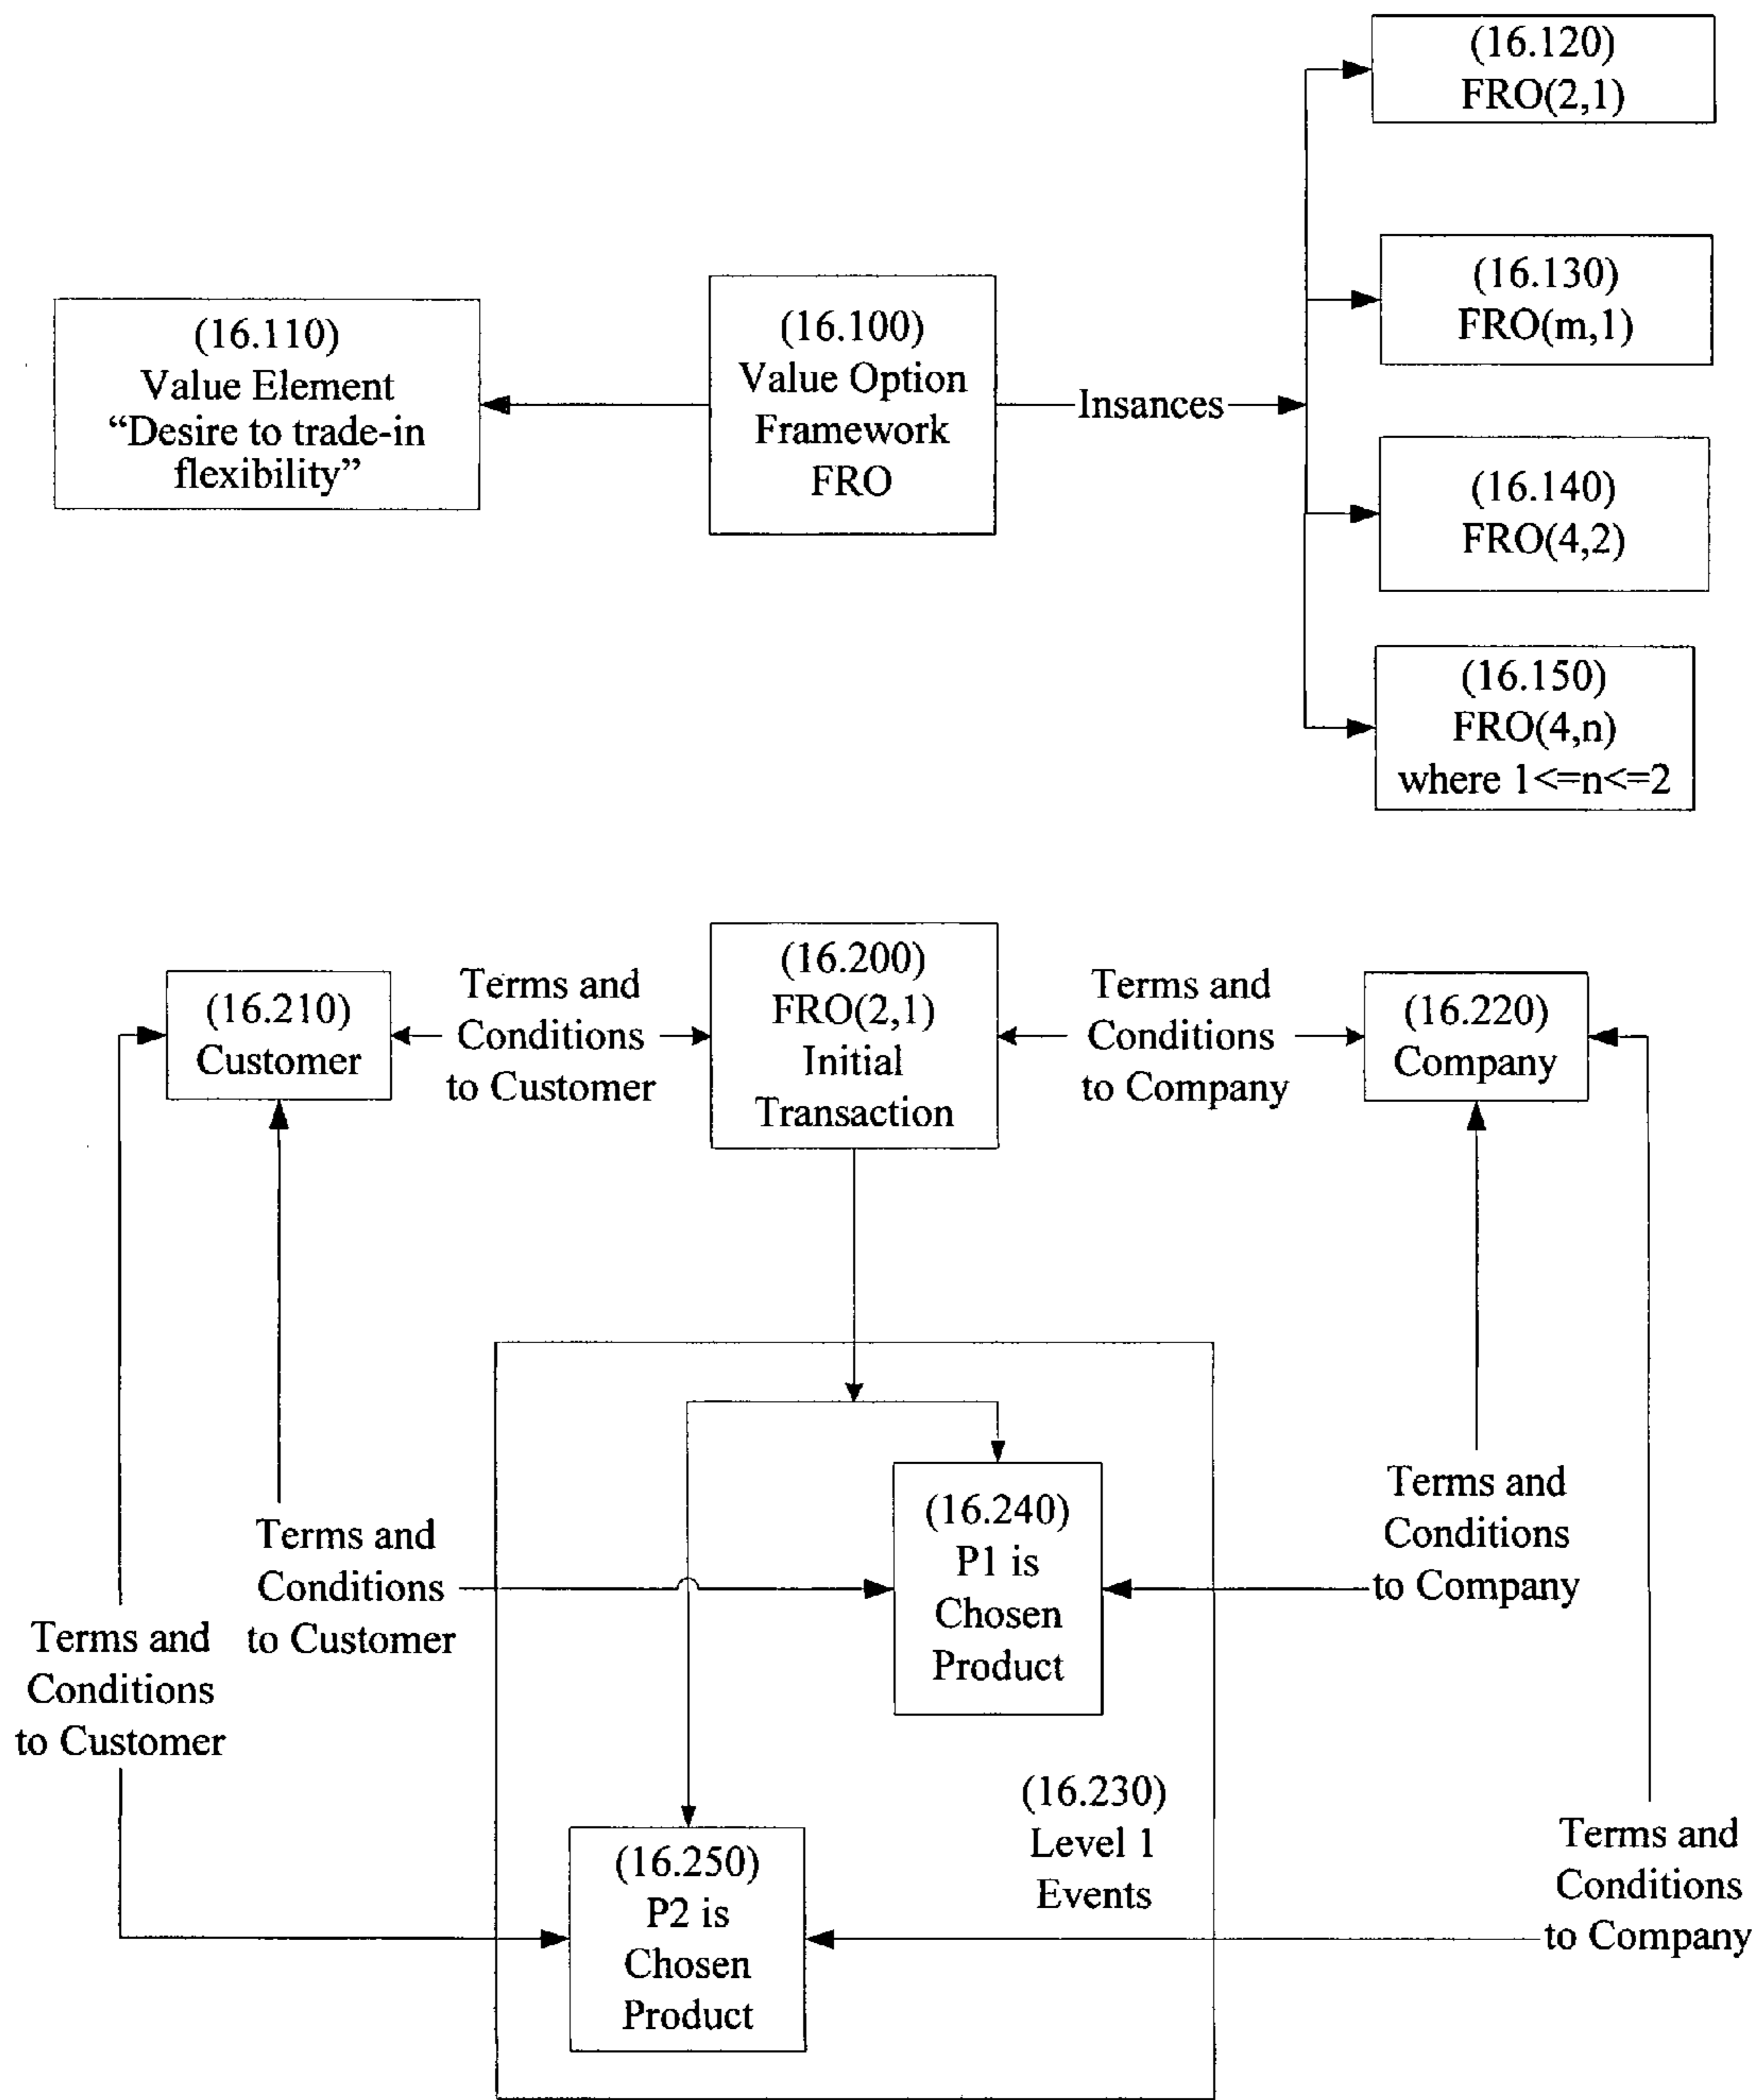 (16.120)
FRO(2,1)
(16.130)
FRO(m,1)
(16.110)
Value Element
“Desire to trade-in
flexibility”
(16.100)
Value Option
Framework
FRO
Insances
(16.140)
FRO(4,2)
(16.150)
FRO(4,n)
where 1<=n<=2
(16.210)
Customer
Terms and
Conditions
to Customer
(16.200)
FRO(2,1)
Initial
Transaction
Terms and
Conditions
to Company
(16.220)
Company
Terms and
Conditions
to Customer
(16.240)
P1 is
Chosen
Product
Terms and
Conditions
to Company
Terms and
Conditions
to Customer
(16.250)
P2 is
Chosen
Product
(16.230)
Level 1
Events
Terms and
Conditions
to Company